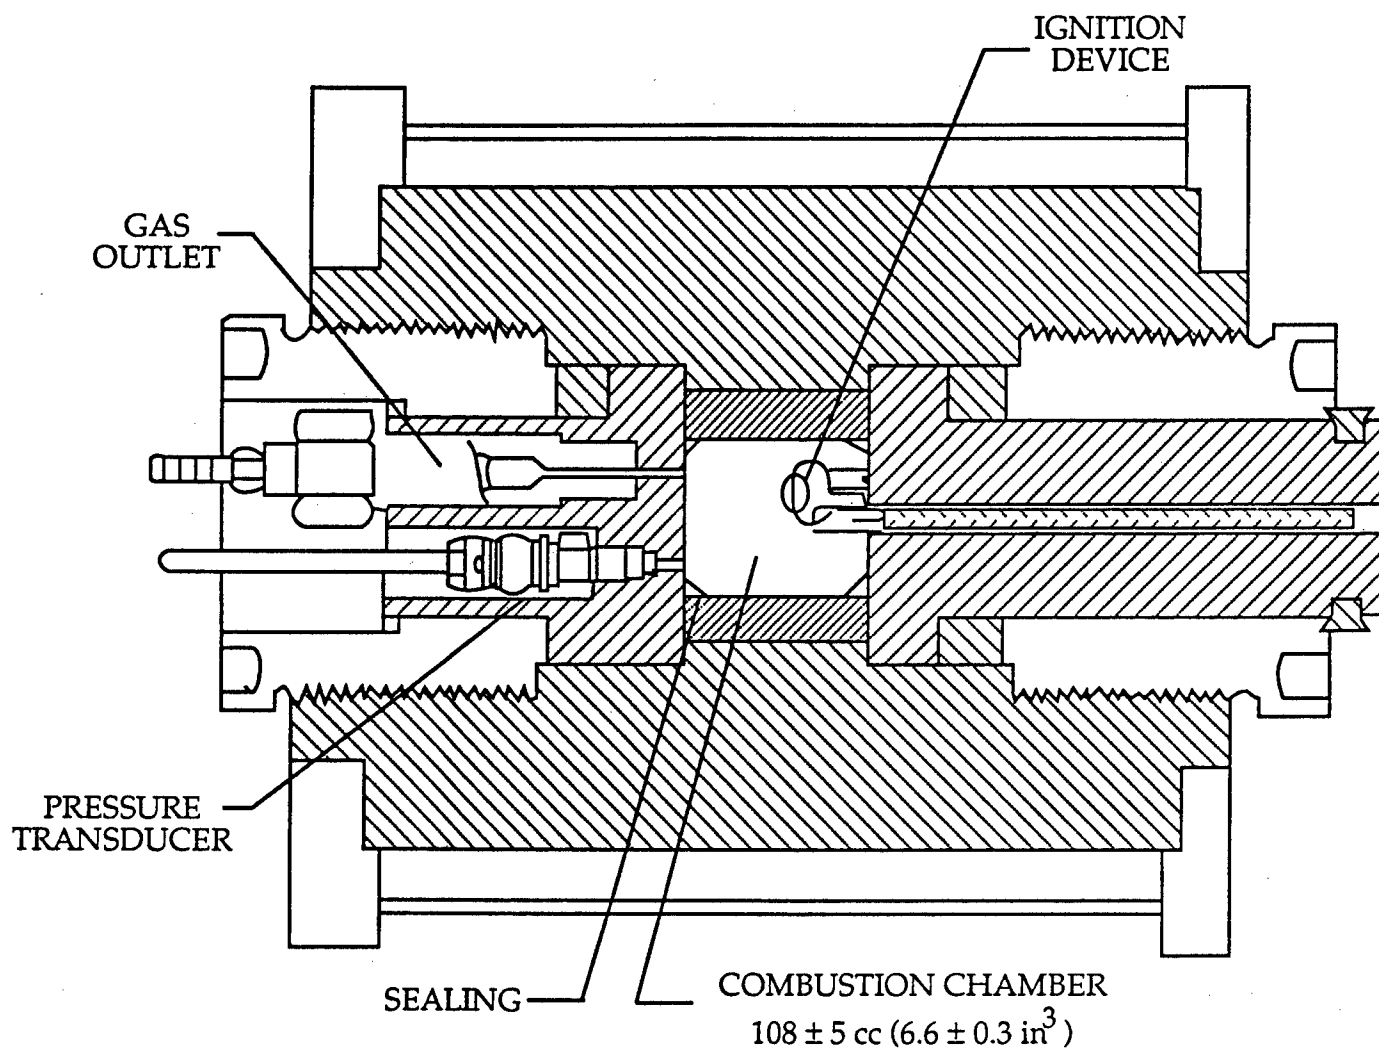 IGNITION
DEVICE
GAS
OUTLET
PRESSURE
TRANSDUCER
SEALING
COMBUSTION CHAMBER
108 ± 5 cc (6.6 ± 0.3 in³)